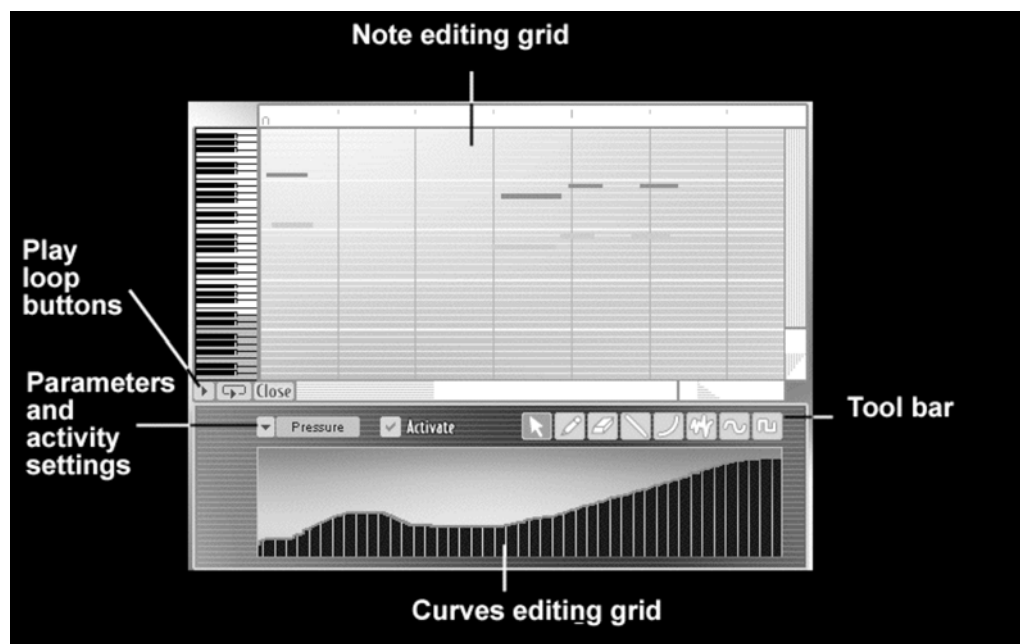 Note editing grid
Play
loop
buttons
Close
Parameters
and
activity
settings
Pressure
Activate
Tool bar
Curves editing grid